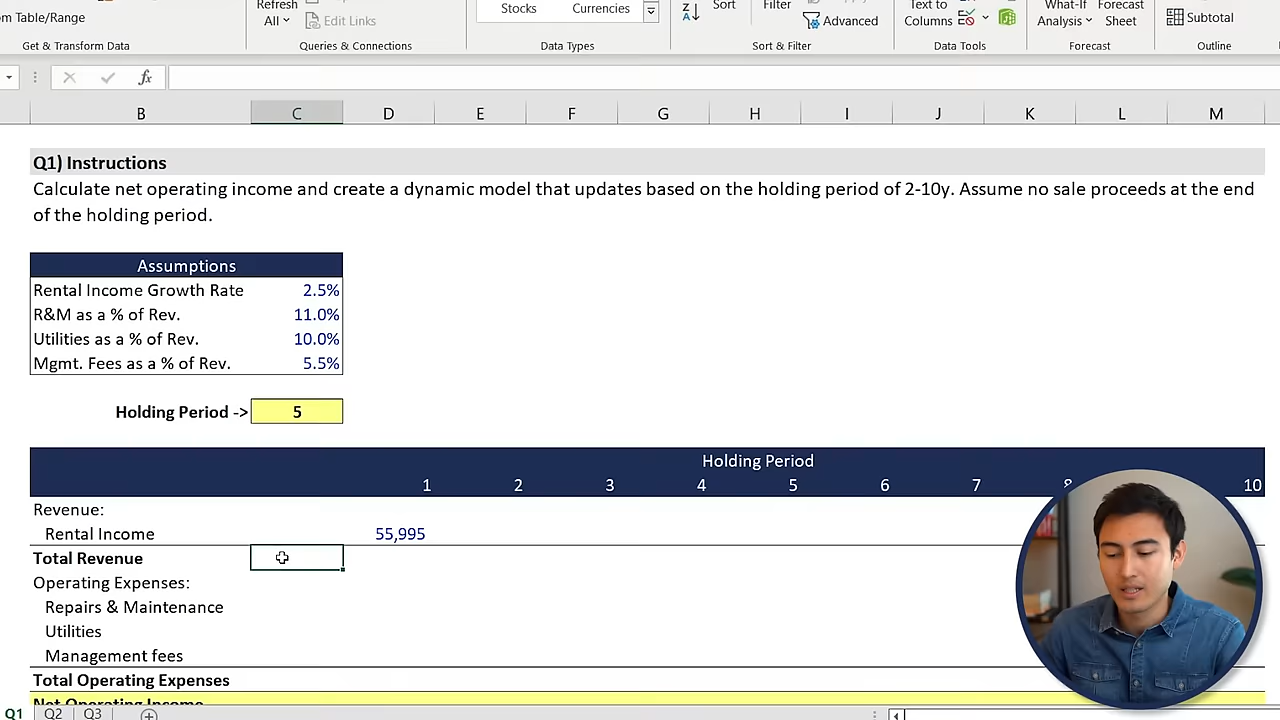 om Table/Range
Refresh
All
Edit Links
Stocks
Currencies
Sort
Filter
Advanced
Text to
Columns
What-If
Analysis
Forecast
Sheet
Subtotal
Get & Transform Data
Queries & Connections
Data Types
Sort & Filter
Data Tools
Forecast
Outline
fx
B C D E F G H I J K L M
Q1) Instructions
Calculate net operating income and create a dynamic model that updates based on the holding period of 2-10y. Assume no sale proceeds at the end
of the holding period.
Assumptions
Rental Income Growth Rate 2.5%
R&M as a % of Rev. 11.0%
Utilities as a % of Rev. 10.0%
Mgmt. Fees as a % of Rev. 5.5%
Holding Period -> 5
Holding Period
1 2 3 4 5 6 7 8 10
Revenue:
Rental Income 55,995
Total Revenue
Operating Expenses:
Repairs & Maintenance
Utilities
Management fees
Total Operating Expenses
Net Operating Income
Q1 Q2 Q3